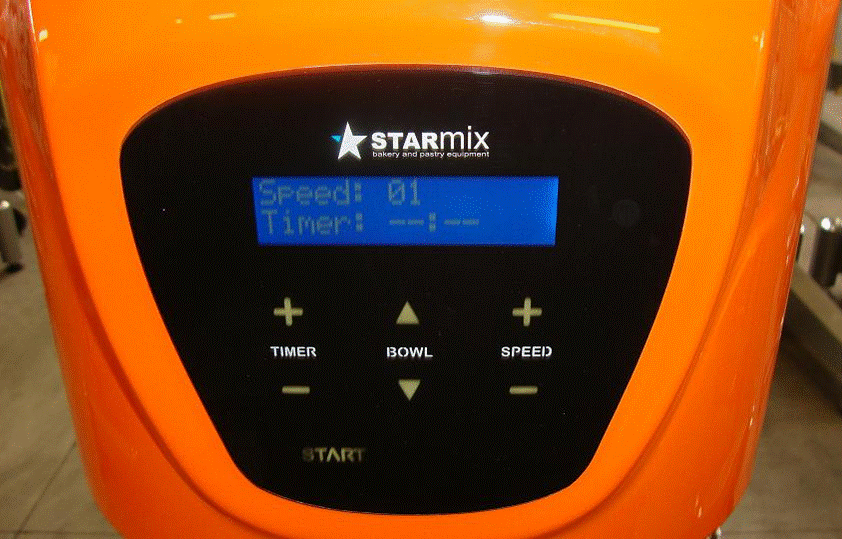 STARmix
bakery and pastry equipment
Speed: 01
Timer: --:--
+ ▲ +
TIMER BOWL SPEED
− ▼ −
START